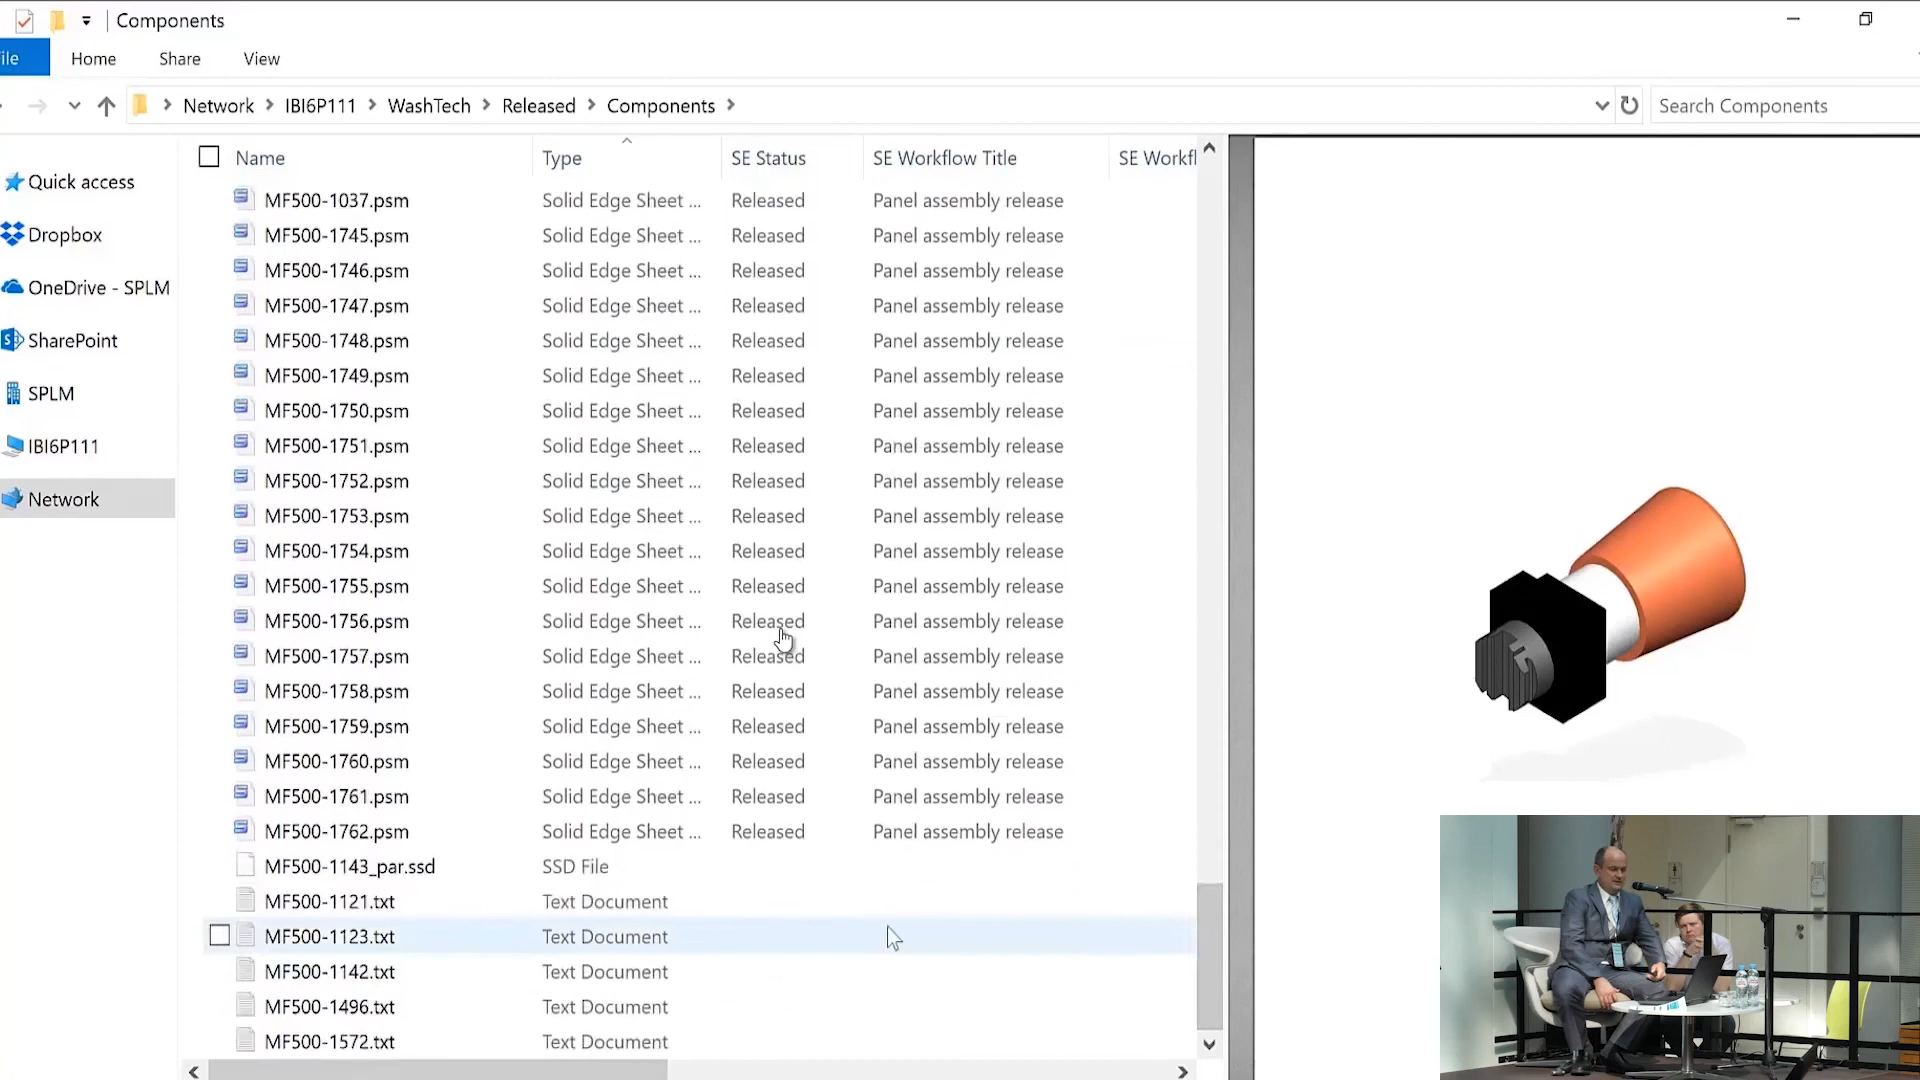 Components
ile
Home
Share
View
Network
IBI6P111
WashTech
Released
Components
Search Components
Quick access
Dropbox
OneDrive - SPLM
SharePoint
SPLM
IBI6P111
Network
Name Type SE Status SE Workflow Title SE Workfl
MF500-1037.psm Solid Edge Sheet ... Released Panel assembly release
MF500-1745.psm Solid Edge Sheet ... Released Panel assembly release
MF500-1746.psm Solid Edge Sheet ... Released Panel assembly release
MF500-1747.psm Solid Edge Sheet ... Released Panel assembly release
MF500-1748.psm Solid Edge Sheet ... Released Panel assembly release
MF500-1749.psm Solid Edge Sheet ... Released Panel assembly release
MF500-1750.psm Solid Edge Sheet ... Released Panel assembly release
MF500-1751.psm Solid Edge Sheet ... Released Panel assembly release
MF500-1752.psm Solid Edge Sheet ... Released Panel assembly release
MF500-1753.psm Solid Edge Sheet ... Released Panel assembly release
MF500-1754.psm Solid Edge Sheet ... Released Panel assembly release
MF500-1755.psm Solid Edge Sheet ... Released Panel assembly release
MF500-1756.psm Solid Edge Sheet ... Released Panel assembly release
MF500-1757.psm Solid Edge Sheet ... Released Panel assembly release
MF500-1758.psm Solid Edge Sheet ... Released Panel assembly release
MF500-1759.psm Solid Edge Sheet ... Released Panel assembly release
MF500-1760.psm Solid Edge Sheet ... Released Panel assembly release
MF500-1761.psm Solid Edge Sheet ... Released Panel assembly release
MF500-1762.psm Solid Edge Sheet ... Released Panel assembly release
MF500-1143_par.ssd SSD File
MF500-1121.txt Text Document
MF500-1123.txt Text Document
MF500-1142.txt Text Document
MF500-1496.txt Text Document
MF500-1572.txt Text Document